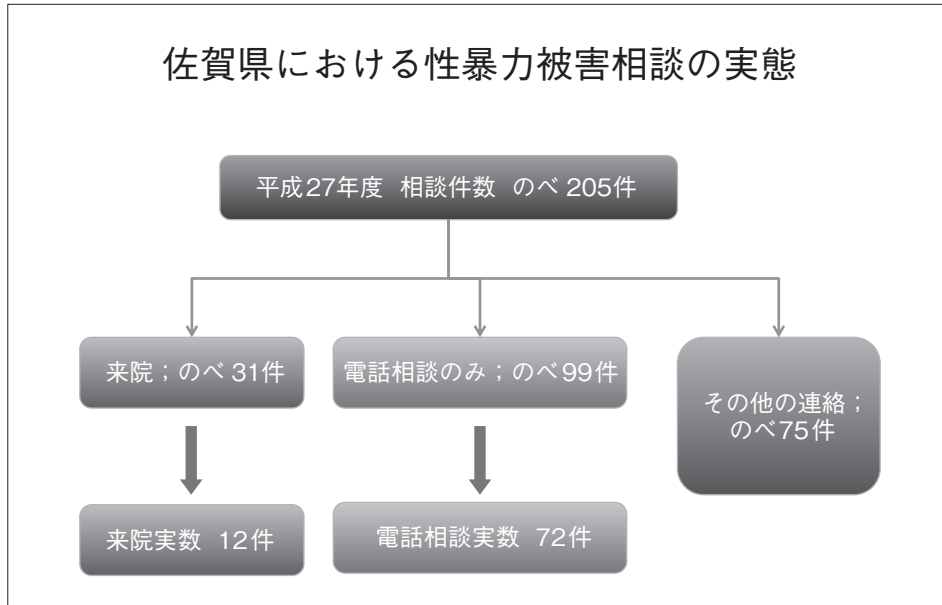 佐賀県における性暴力被害相談の実態
平成27年度 相談件数 のべ 205件
来院；のべ 31件
電話相談のみ；のべ99件
その他の連絡；
のべ75件
来院実数 12件
電話相談実数 72件